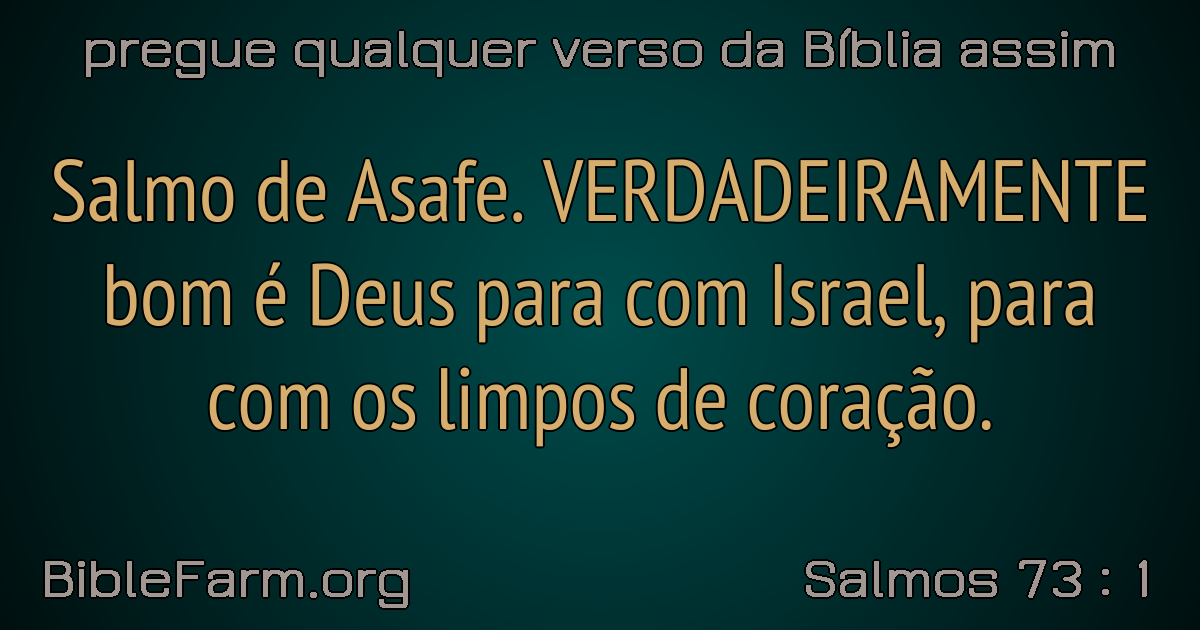 pregue qualquer verso da Bíblia assim
Salmo de Asafe. VERDADEIRAMENTE
bom é Deus para com Israel, para
com os limpos de coração.
BibleFarm.org
Salmos 73 : 1